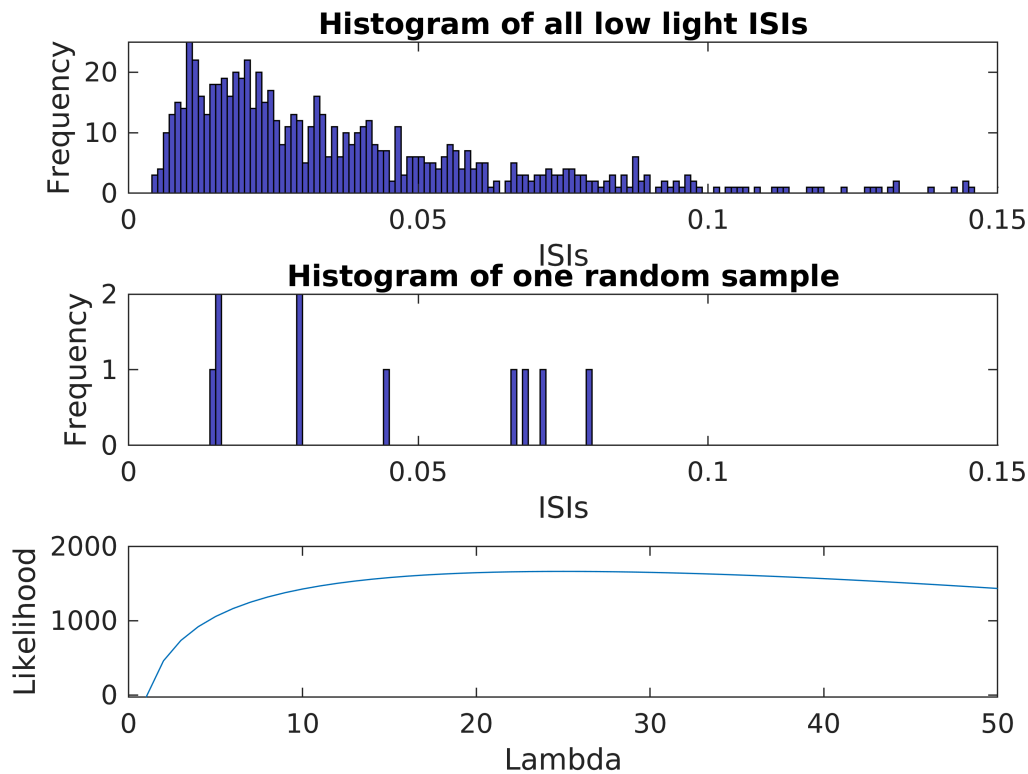 Histogram of all low light ISIs
Frequency
20
10
0
0 0.05 0.1 0.15
ISIs
Histogram of one random sample
Frequency
2
1
0
0 0.05 0.1 0.15
ISIs
Likelihood
2000
1000
0
0 10 20 30 40 50
Lambda